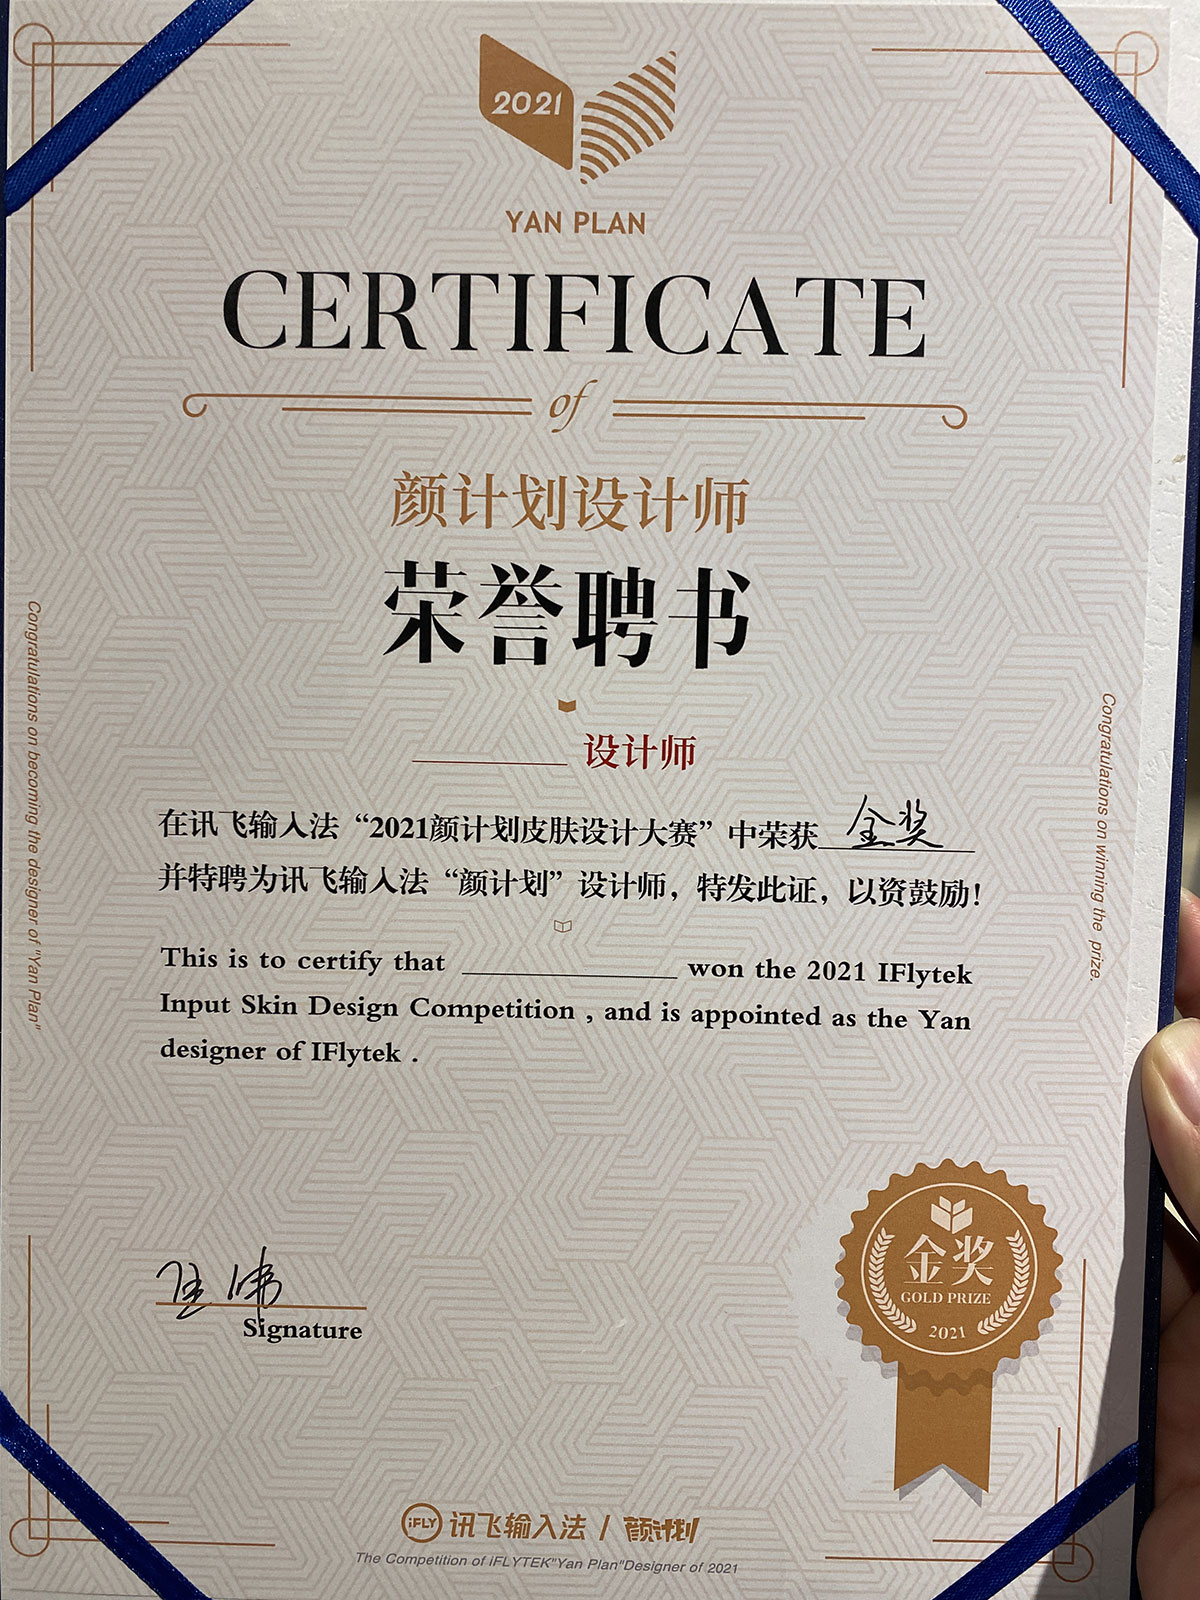 2021
YAN PLAN
CERTIFICATE
of
颜计划设计师
荣誉聘书
设计师
在讯飞输入法“2021颜计划皮肤设计大赛”中荣获金奖
并特聘为讯飞输入法“颜计划”设计师，特发此证，以资鼓励！
This is to certify that won the 2021 IFlytek
Input Skin Design Competition , and is appointed as the Yan
designer of IFlytek .
Congratulations on becoming the designer of "Yan Plan"
Congratulations on winning the prize.
Signature
金奖
GOLD PRIZE
2021
iFLY 讯飞输入法 / 颜计划
The Competition of iFLYTEK"Yan Plan"Designer of 2021